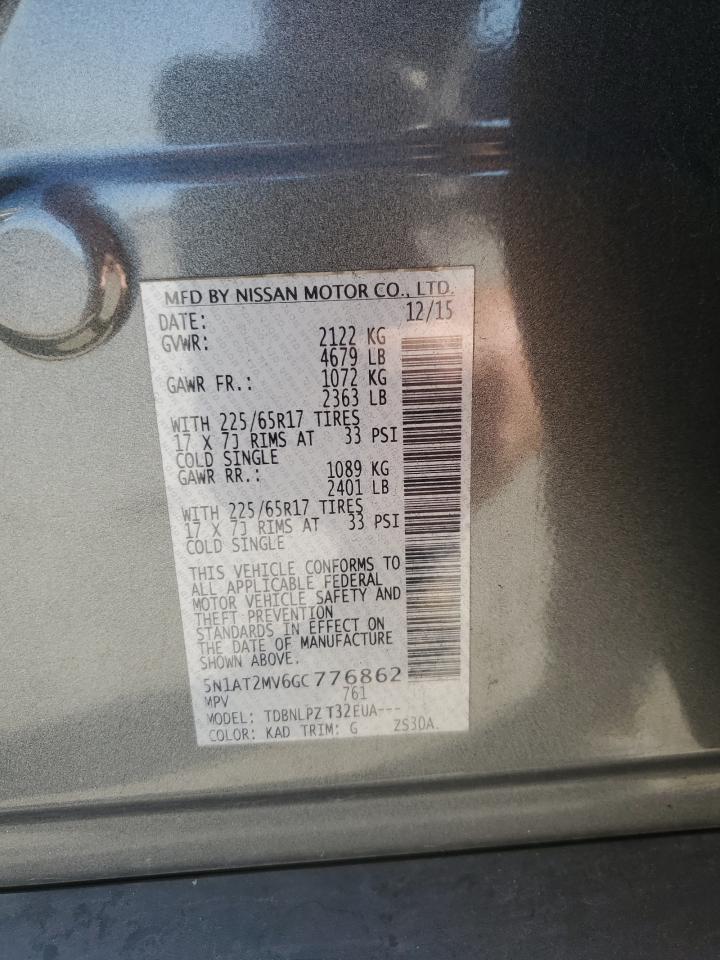 MFD BY NISSAN MOTOR CO., LTD.
DATE: 12/15
GVWR: 2122 KG
4679 LB
GAWR FR.: 1072 KG
2363 LB
WITH 225/65R17 TIRES
17 X 7J RIMS AT 33 PSI
COLD SINGLE
GAWR RR.: 1089 KG
2401 LB
WITH 225/65R17 TIRES
17 X 7J RIMS AT 33 PSI
COLD SINGLE
THIS VEHICLE CONFORMS TO
ALL APPLICABLE FEDERAL
MOTOR VEHICLE SAFETY AND
THEFT PREVENTION
STANDARDS IN EFFECT ON
THE DATE OF MANUFACTURE
SHOWN ABOVE.
5N1AT2MV6GC776862
MPV 761
MODEL: TDBNLPZ T32EUA---
COLOR: KAD TRIM: G ZS30A.